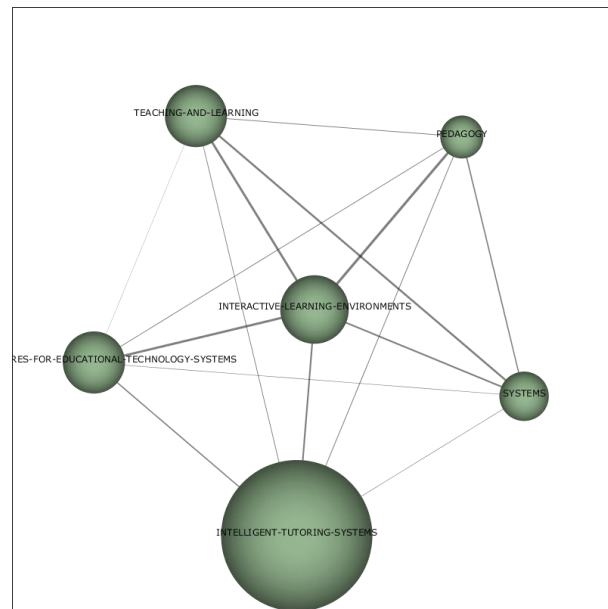 TEACHING-AND-LEARNING
PEDAGOGY
INTERACTIVE-LEARNING-ENVIRONMENTS
RES-FOR-EDUCATIONAL-TECHNOLOGY-SYSTEMS
SYSTEMS
INTELLIGENT-TUTORING-SYSTEMS